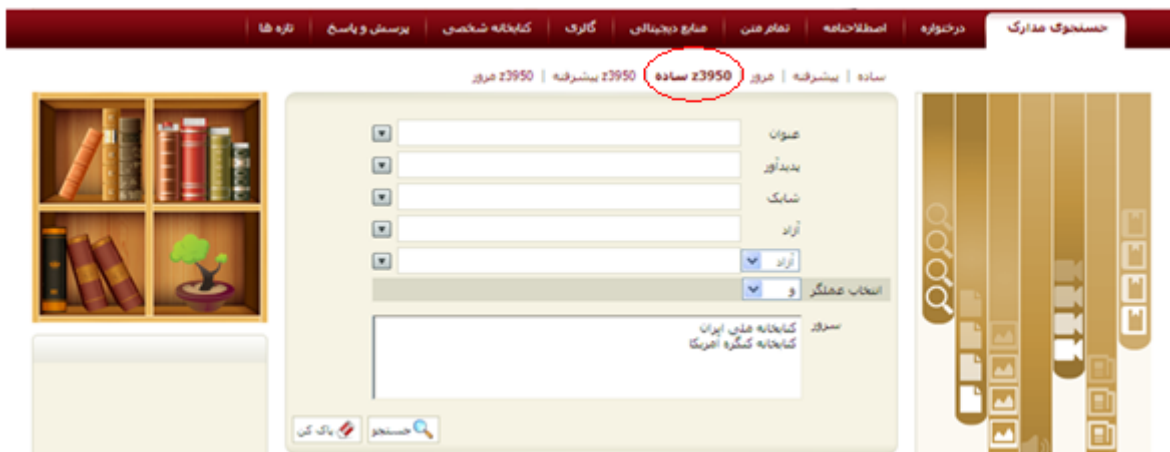 جستجوی مدارک درختواره اصطلاحنامه تمام متن منابع دیجیتالی گالری کتابخانه شخصی پرسش و پاسخ تازه ها
ساده | پیشرفته | مرور | z3950 ساده | z3950 پیشرفته | z3950 مرور
عنوان
پدیدآور
شابک
آزاد
آزاد
انتخاب عملگر و
سرور کتابخانه ملی ایران
کتابخانه کنگره آمریکا
جستجو پاک کن